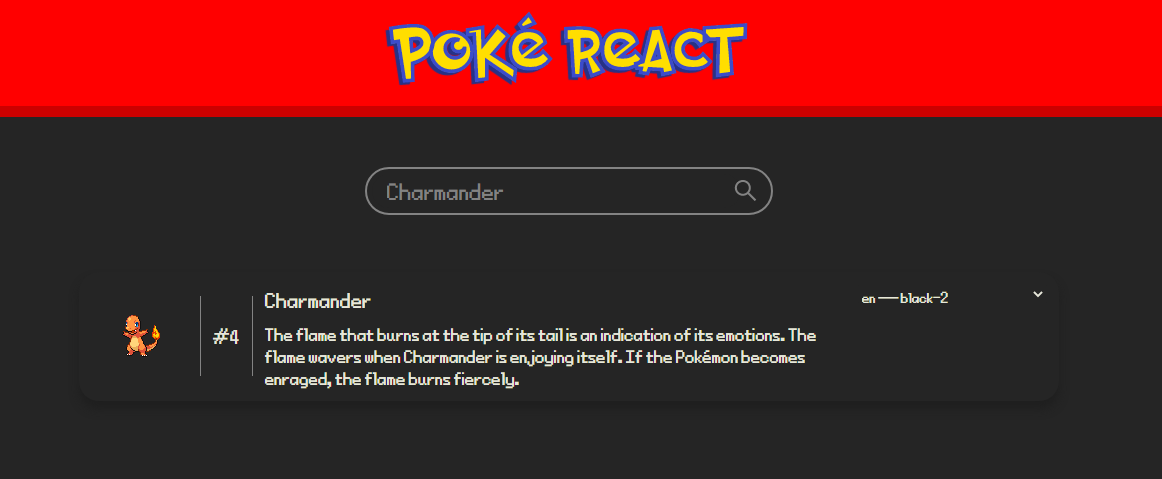 POKÉ REACT
Charmander
Charmander
en — black-2
#4
The flame that burns at the tip of its tail is an indication of its emotions. The
flame wavers when Charmander is enjoying itself. If the Pokémon becomes
enraged, the flame burns fiercely.